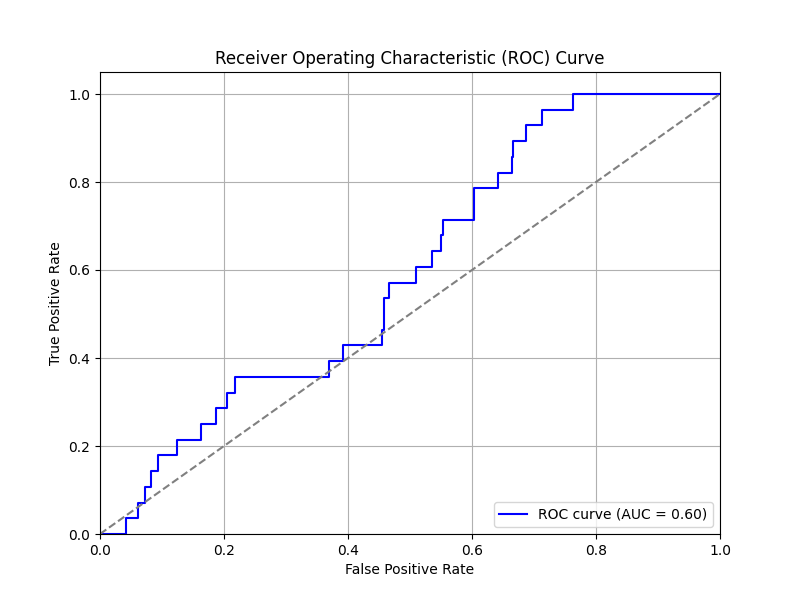 Receiver Operating Characteristic (ROC) Curve
1.0
0.8
0.6
0.4
0.2
0.0
True Positive Rate
ROC curve (AUC = 0.60)
0.0 0.2 0.4 0.6 0.8 1.0
False Positive Rate